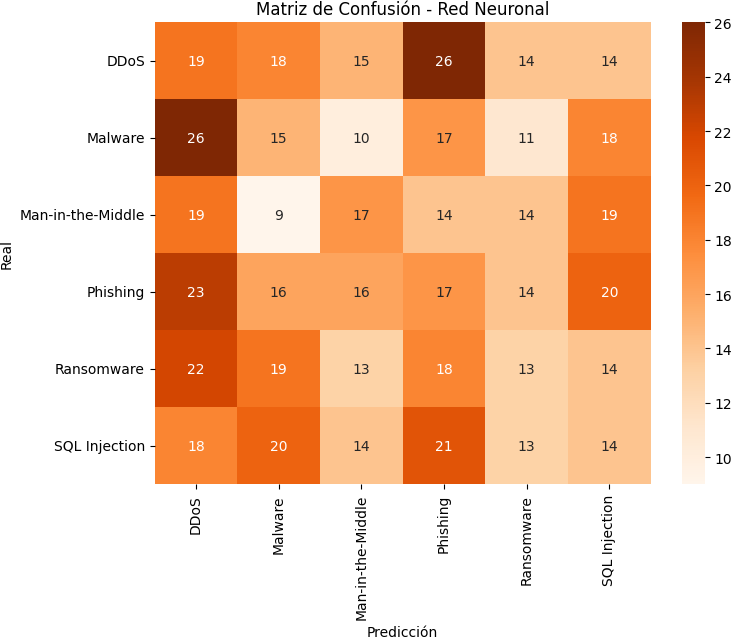 Matriz de Confusión - Red Neuronal
DDoS 19 18 15 26 14 14
Malware 26 15 10 17 11 18
Man-in-the-Middle 19 9 17 14 14 19
Phishing 23 16 16 17 14 20
Ransomware 22 19 13 18 13 14
SQL Injection 18 20 14 21 13 14
Real
DDoS Malware Man-in-the-Middle Phishing Ransomware SQL Injection
Predicción
26
24
22
20
18
16
14
12
10